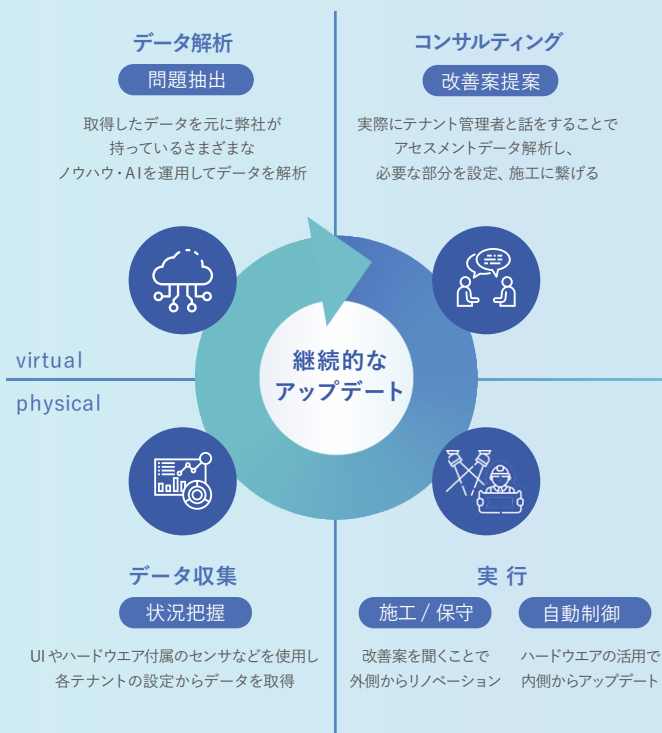 データ解析
問題抽出
取得したデータを元に弊社が
持っているさまざまな
ノウハウ・AIを運用してデータを解析
コンサルティング
改善案提案
実際にテナント管理者と話をすることで
アセスメントデータ解析し、
必要な部分を設定、施工に繋げる
virtual
physical
継続的な
アップデート
データ収集
状況把握
UIやハードウエア付属のセンサなどを使用し
各テナントの設定からデータを取得
実行
施工 / 保守
改善案を聞くことで
外側からリノベーション
自動制御
ハードウエアの活用で
内側からアップデート